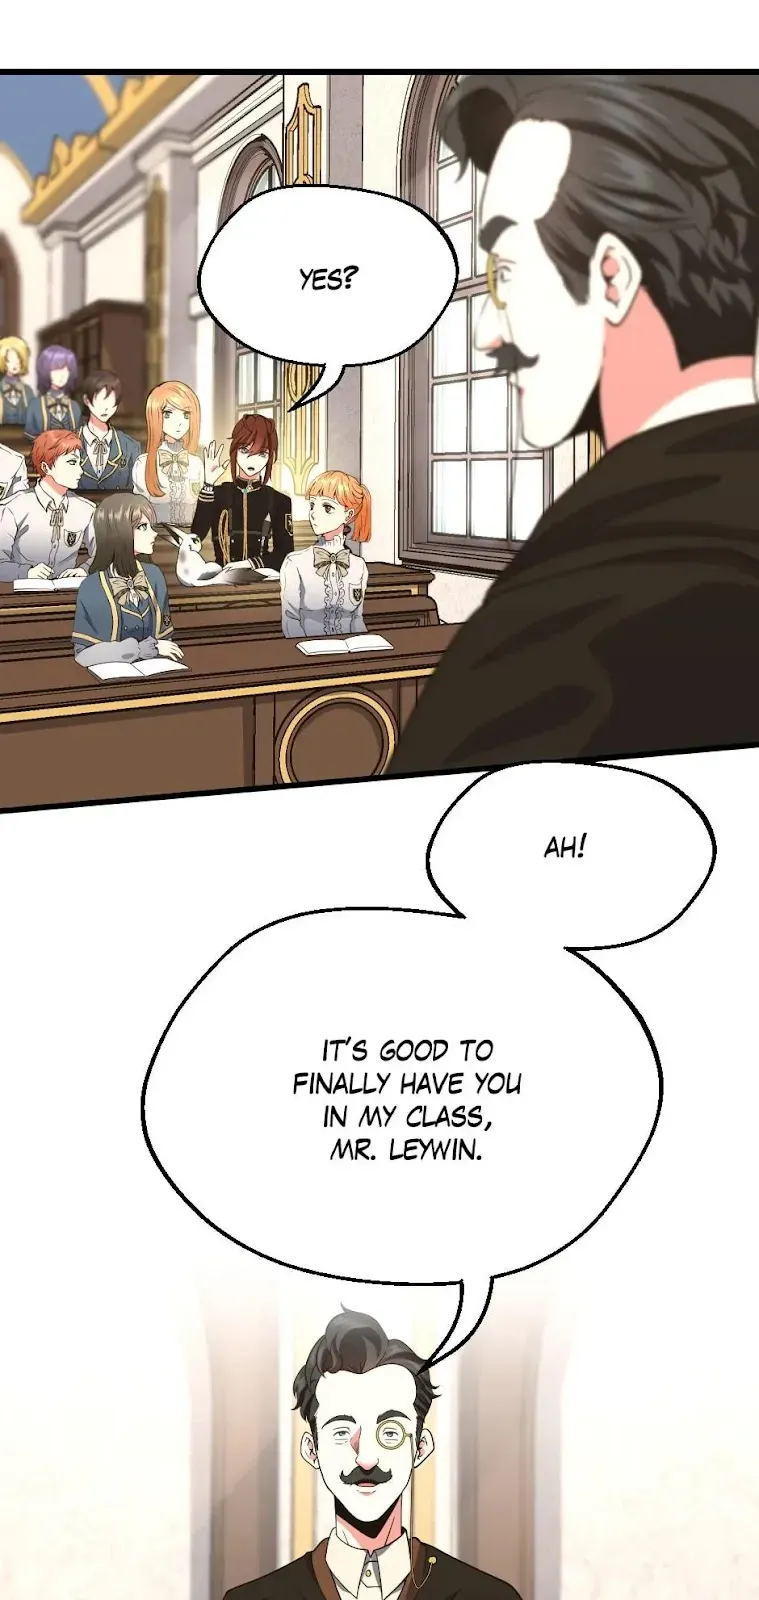 YES?
AH!
IT'S GOOD TO
FINALLY HAVE YOU
IN MY CLASS,
MR. LEYWIN.